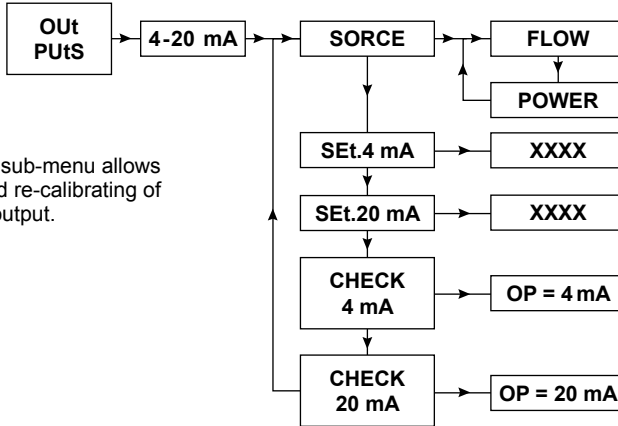 OUt
PUtS
4-20 mA
SORCE
FLOW
POWER
sub-menu allows
d re-calibrating of
output.
SEt.4 mA
XXXX
SEt.20 mA
XXXX
CHECK
4 mA
OP = 4 mA
CHECK
20 mA
OP = 20 mA